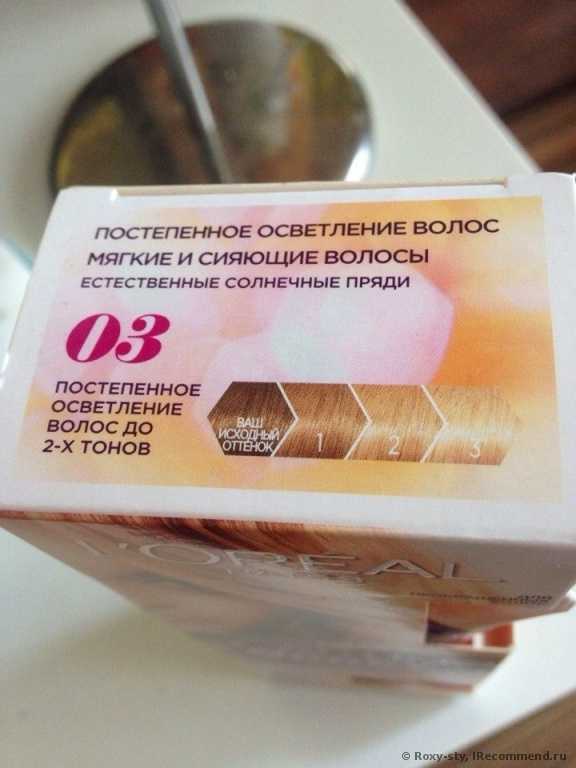 ПОСТЕПЕННОЕ ОСВЕТЛЕНИЕ ВОЛОС
МЯГКИЕ И СИЯЮЩИЕ ВОЛОСЫ
ЕСТЕСТВЕННЫЕ СОЛНЕЧНЫЕ ПРЯДИ
03
ПОСТЕПЕННОЕ
ОСВЕТЛЕНИЕ
ВОЛОС ДО
2-Х ТОНОВ
ВАШ
ИСХОДНЫЙ
ОТТЕНОК
1 2 3
L'ORÉAL
© Roxy-sty, IRecommend.ru